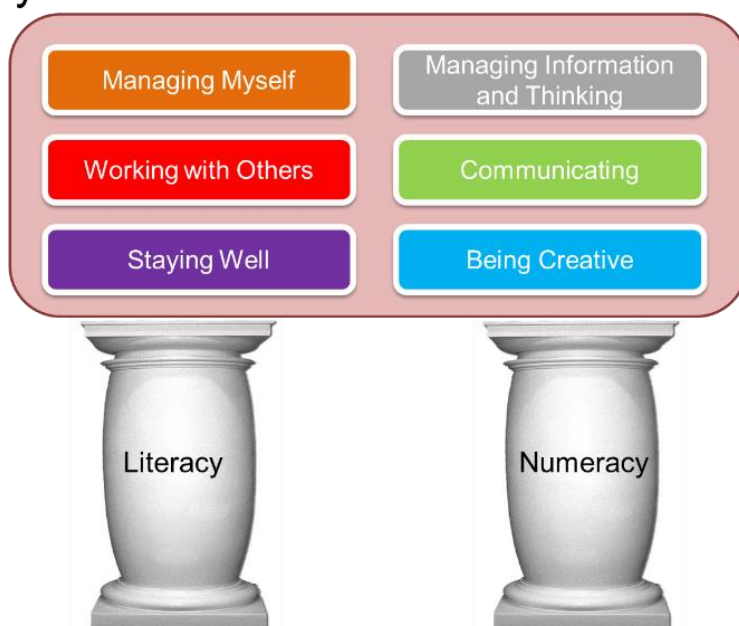 Managing Myself
Managing Information
and Thinking
Working with Others
Communicating
Staying Well
Being Creative
Literacy
Numeracy